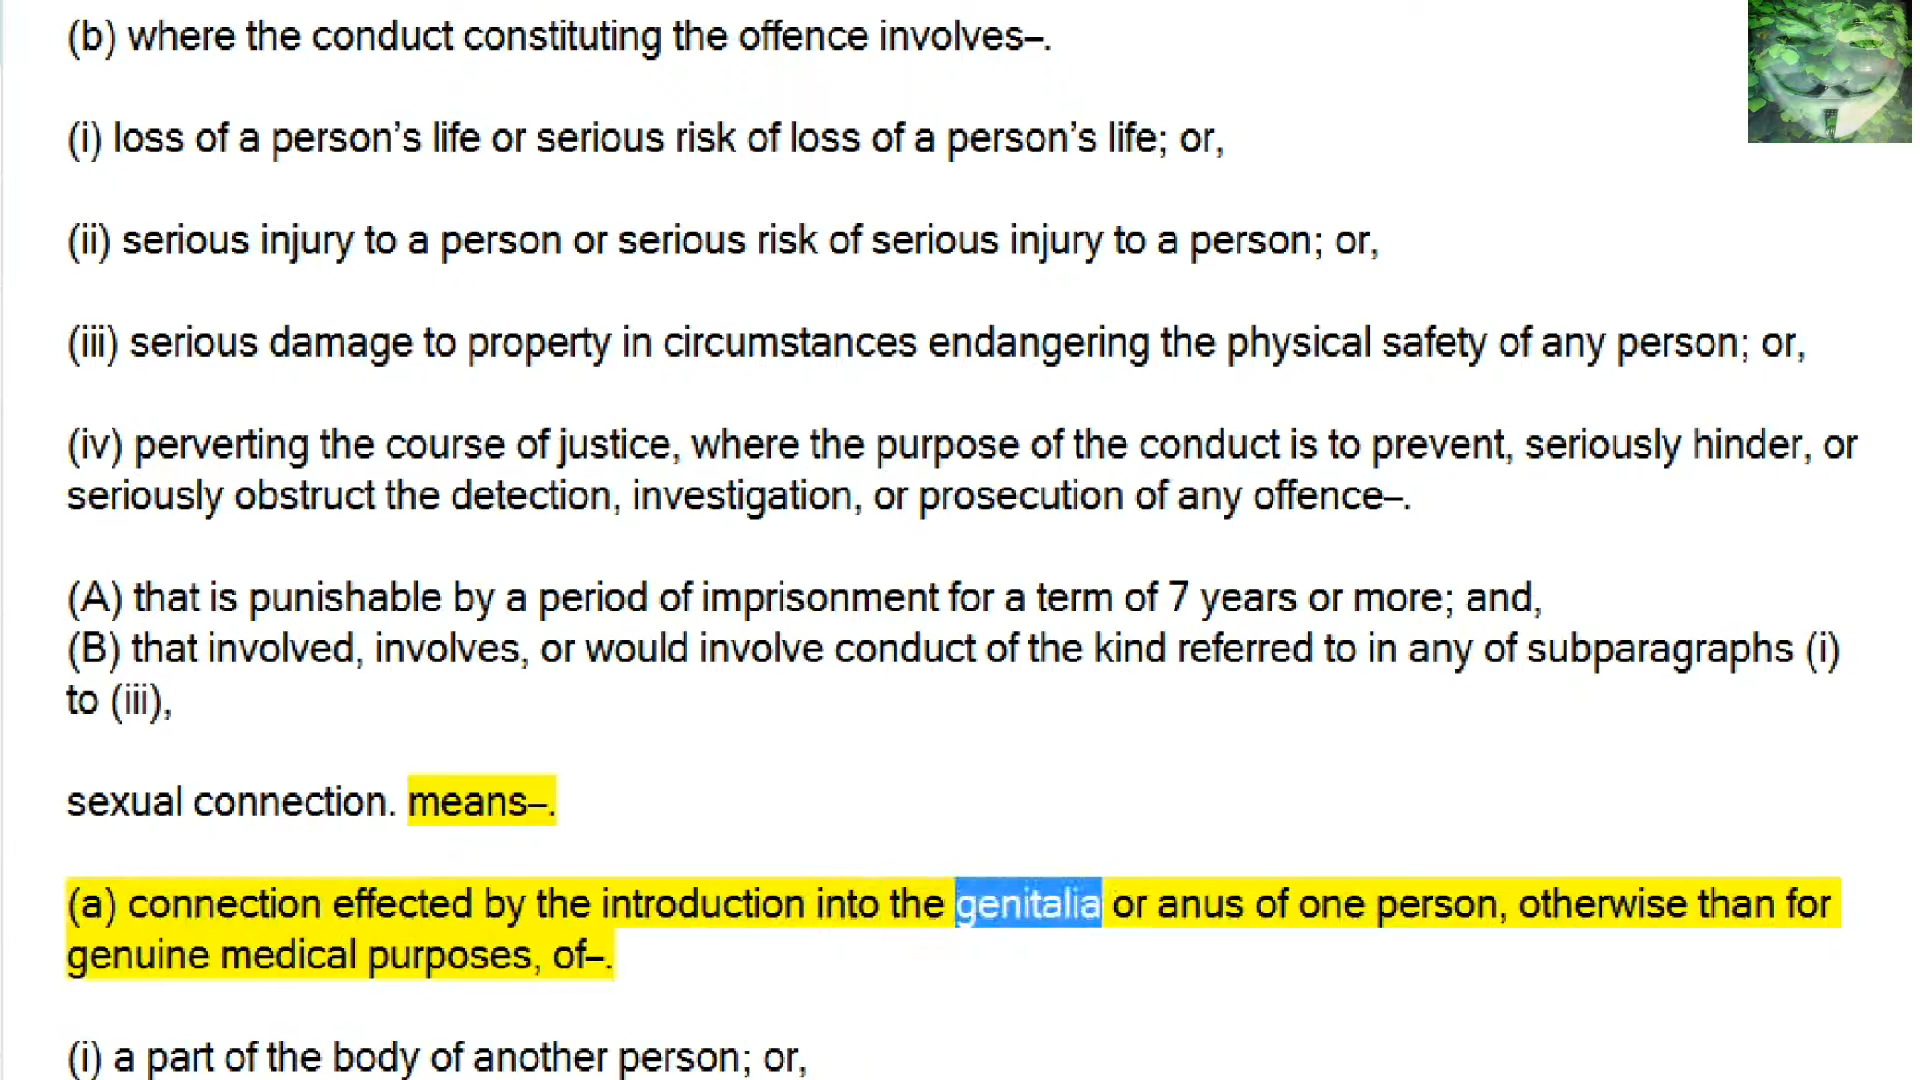 (b) where the conduct constituting the offence involves–.
(i) loss of a person’s life or serious risk of loss of a person’s life; or,
(ii) serious injury to a person or serious risk of serious injury to a person; or,
(iii) serious damage to property in circumstances endangering the physical safety of any person; or,
(iv) perverting the course of justice, where the purpose of the conduct is to prevent, seriously hinder, or
seriously obstruct the detection, investigation, or prosecution of any offence–.
(A) that is punishable by a period of imprisonment for a term of 7 years or more; and,
(B) that involved, involves, or would involve conduct of the kind referred to in any of subparagraphs (i)
to (iii),
sexual connection. means–.
(a) connection effected by the introduction into the genitalia or anus of one person, otherwise than for
genuine medical purposes, of–.
(i) a part of the body of another person; or,